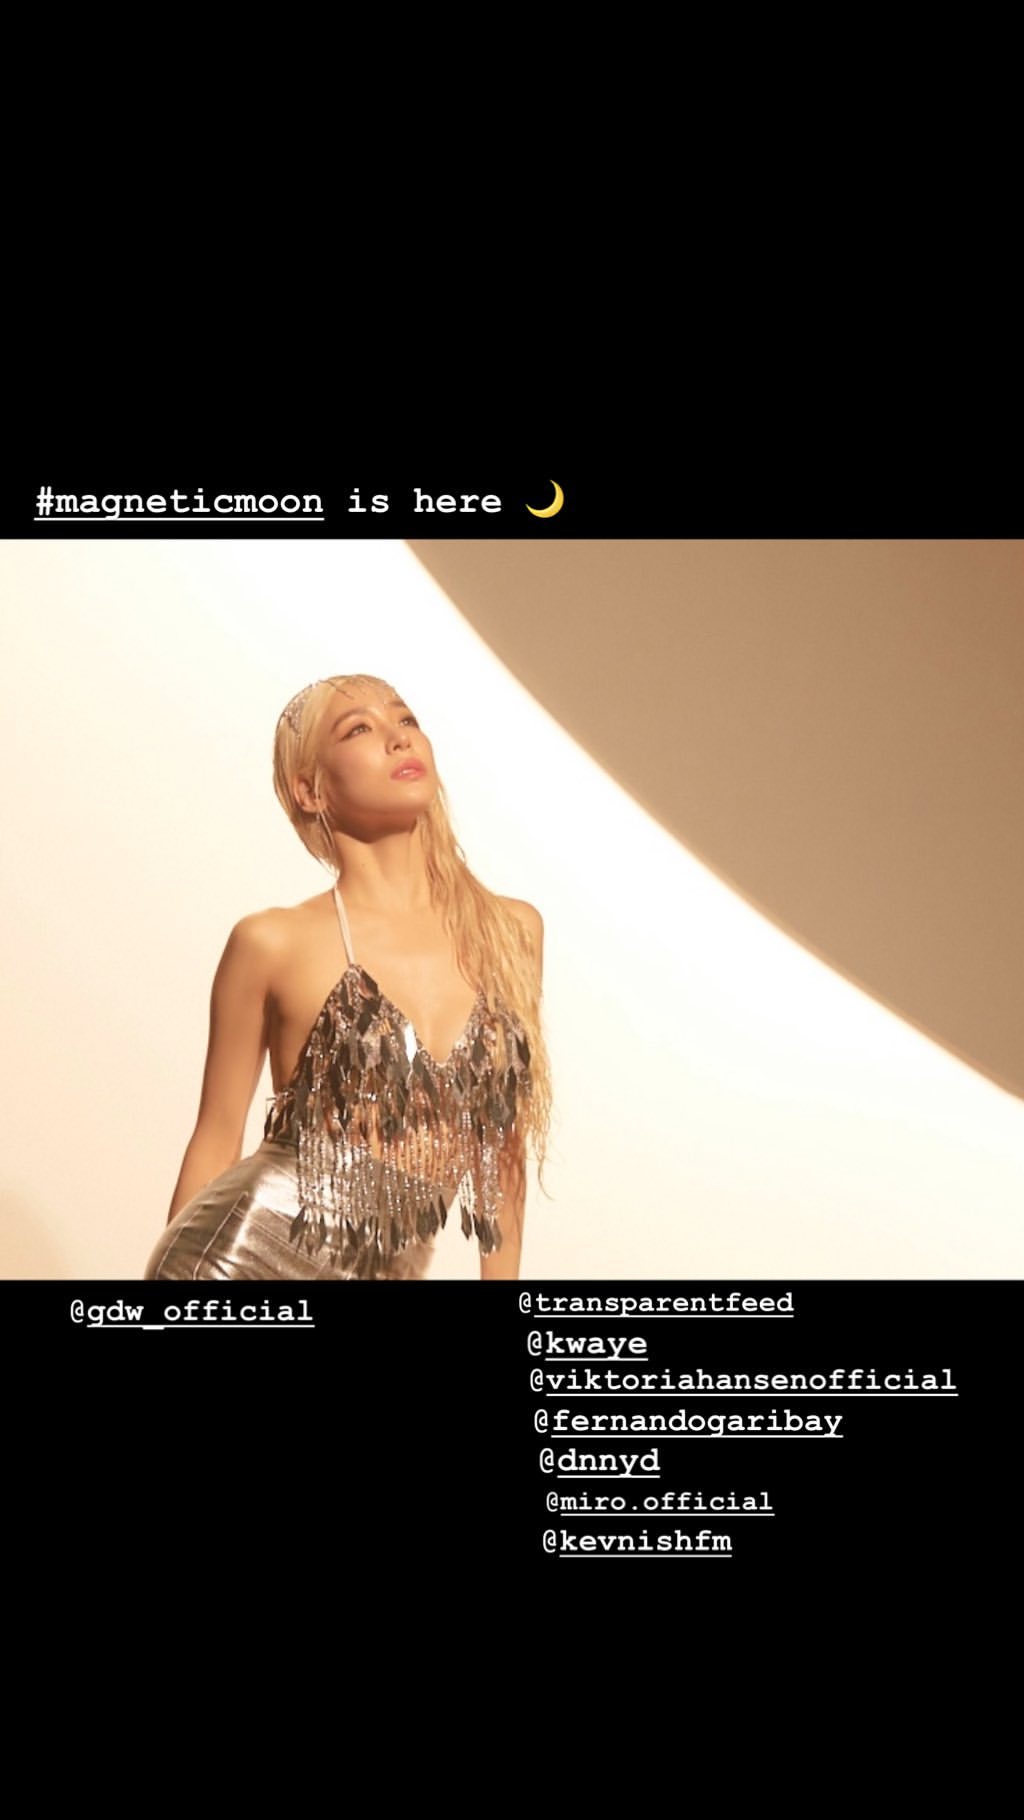 #magneticmoon is here 🌙
@gdw_official
@transparentfeed
@kwaye
@viktoriahansenofficial
@fernandogaribay
@dnnyd
@miro.official
@kevnishfm